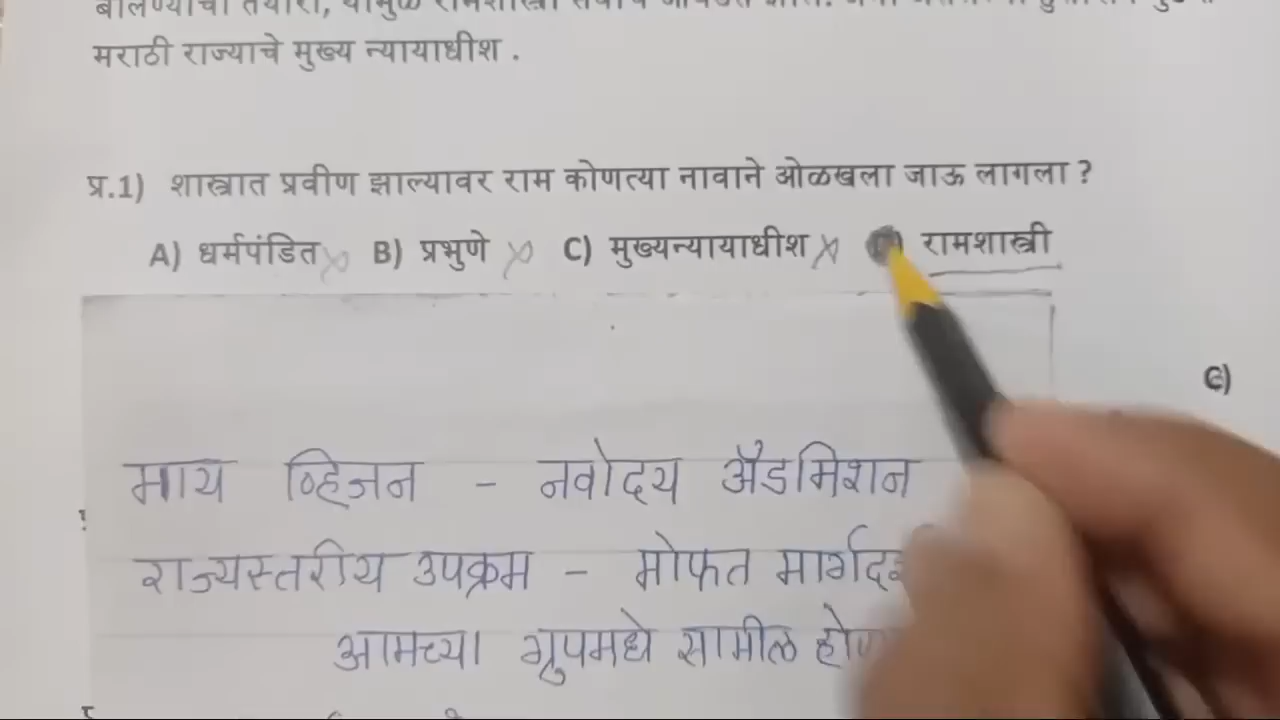 मराठी राज्याचे मुख्य न्यायाधीश .
प्र.1) शास्त्रात प्रवीण झाल्यावर राम कोणत्या नावाने ओळखला जाऊ लागला ?
A) धर्मपंडित B) प्रभुणे C) मुख्यन्यायाधीश रामशास्त्री
माय व्हिजन - नवोदय ॲडमिशन
राज्यस्तरीय उपक्रम - मोफत
आमच्या ग्रुपमधे सामील